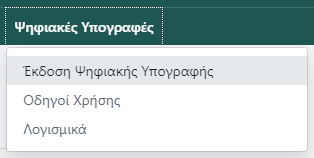 Ψηφιακές Υπογραφές
Έκδοση Ψηφιακής Υπογραφής
Οδηγοί Χρήσης
Λογισμικά